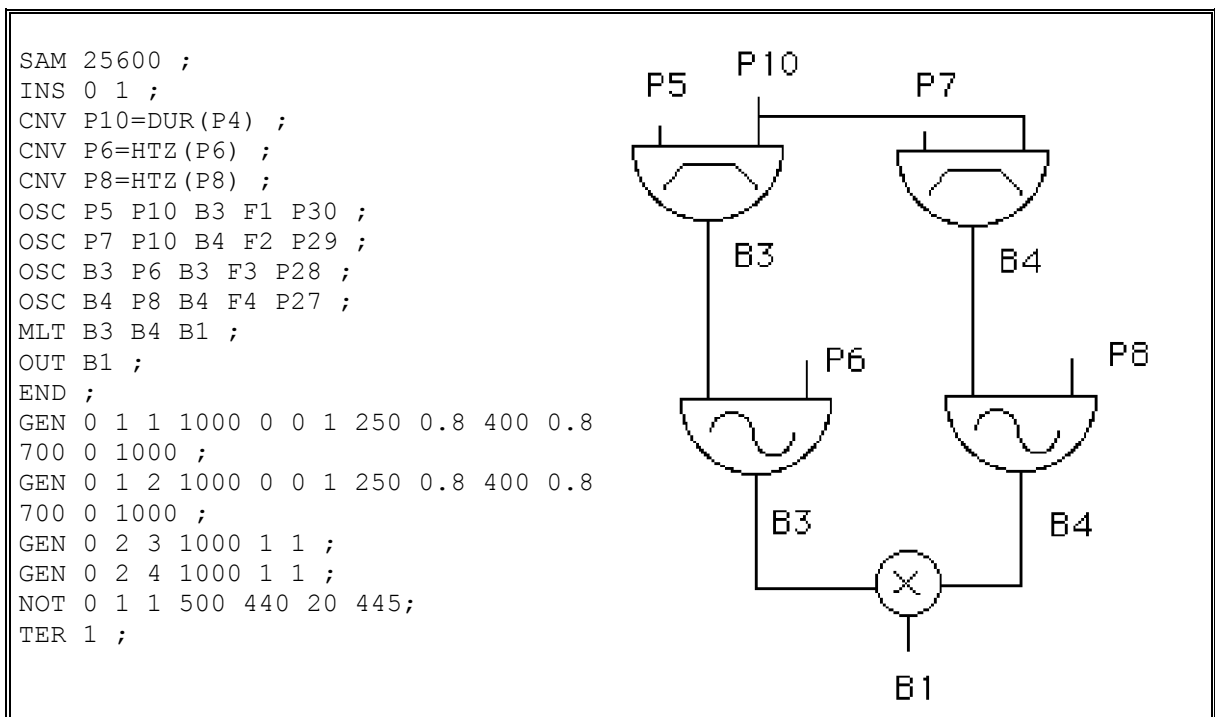 SAM 25600 ;
INS 0 1 ;
CNV P10=DUR(P4) ;
CNV P6=HTZ(P6) ;
CNV P8=HTZ(P8) ;
OSC P5 P10 B3 F1 P30 ;
OSC P7 P10 B4 F2 P29 ;
OSC B3 P6 B3 F3 P28 ;
OSC B4 P8 B4 F4 P27 ;
MLT B3 B4 B1 ;
OUT B1 ;
END ;
GEN 0 1 1 1000 0 0 1 250 0.8 400 0.8
700 0 1000 ;
GEN 0 1 2 1000 0 0 1 250 0.8 400 0.8
700 0 1000 ;
GEN 0 2 3 1000 1 1 ;
GEN 0 2 4 1000 1 1 ;
NOT 0 1 1 500 440 20 445;
TER 1 ;
P5
P10
P7
B3
B4
P6
P8
B3
B4
B1